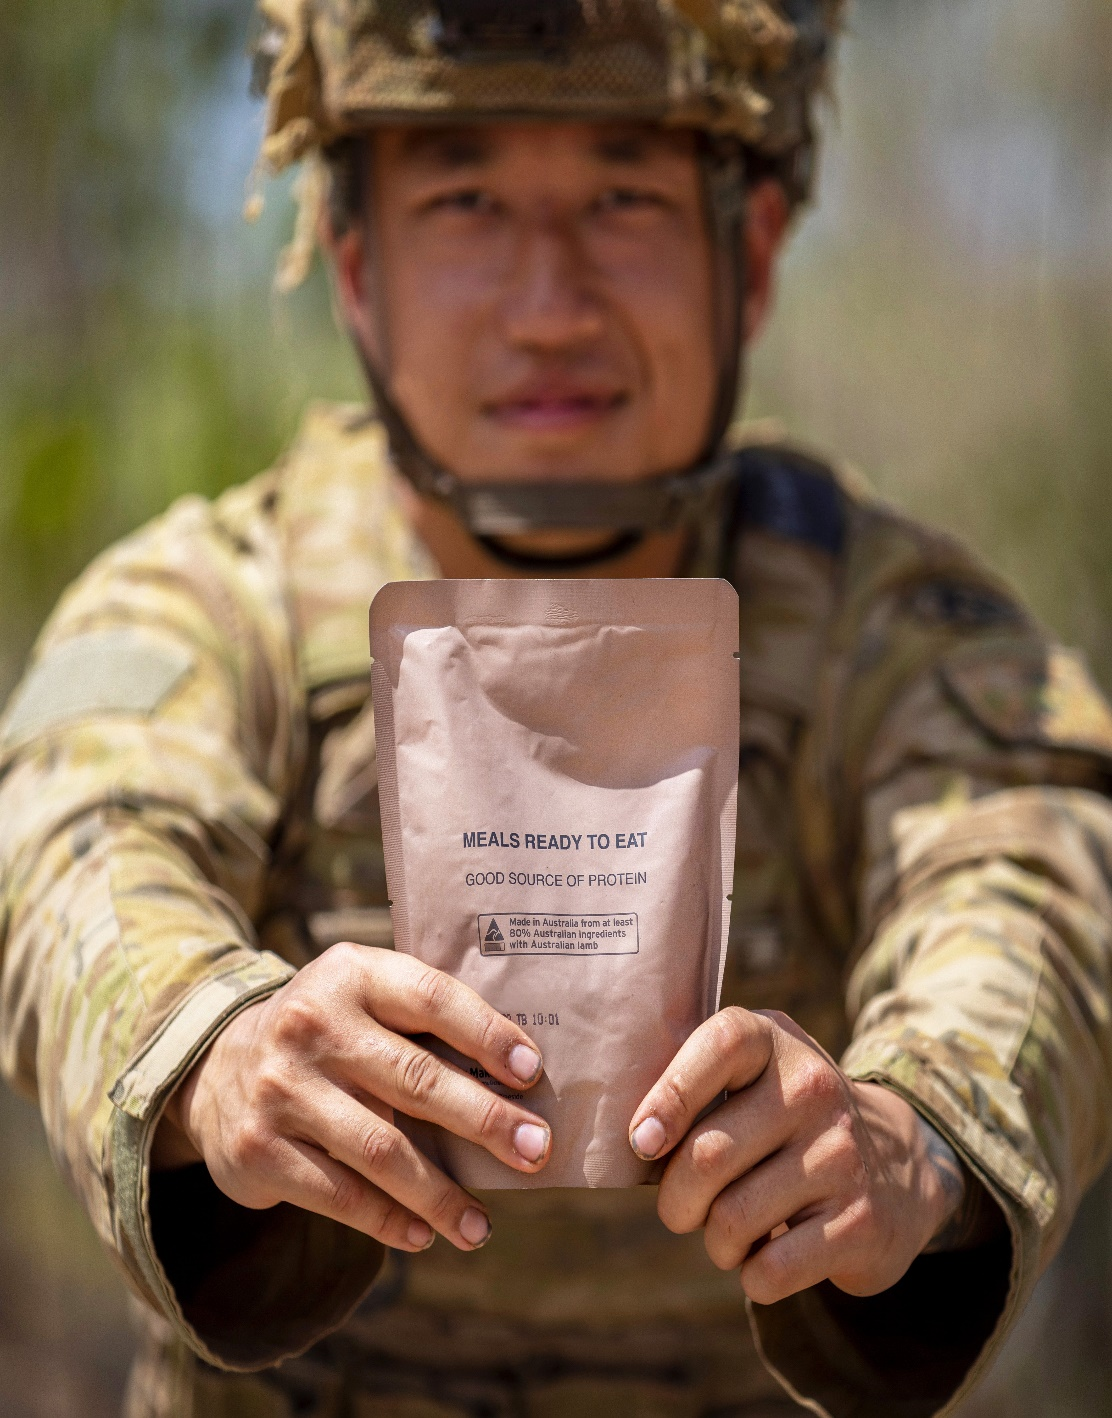 MEALS READY TO EAT
GOOD SOURCE OF PROTEIN
Made in Australia from at least
80% Australian ingredients
with Australian lamb
TB 10:01